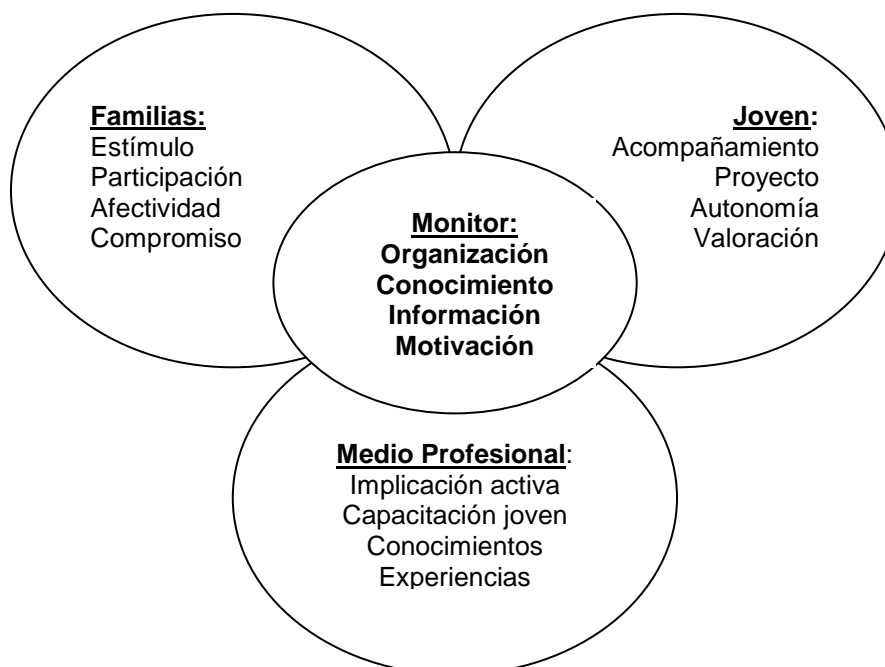 Familias:
Estímulo
Participación
Afectividad
Compromiso
Joven:
Acompañamiento
Proyecto
Autonomía
Valoración
Monitor:
Organización
Conocimiento
Información
Motivación
Medio Profesional:
Implicación activa
Capacitación joven
Conocimientos
Experiencias